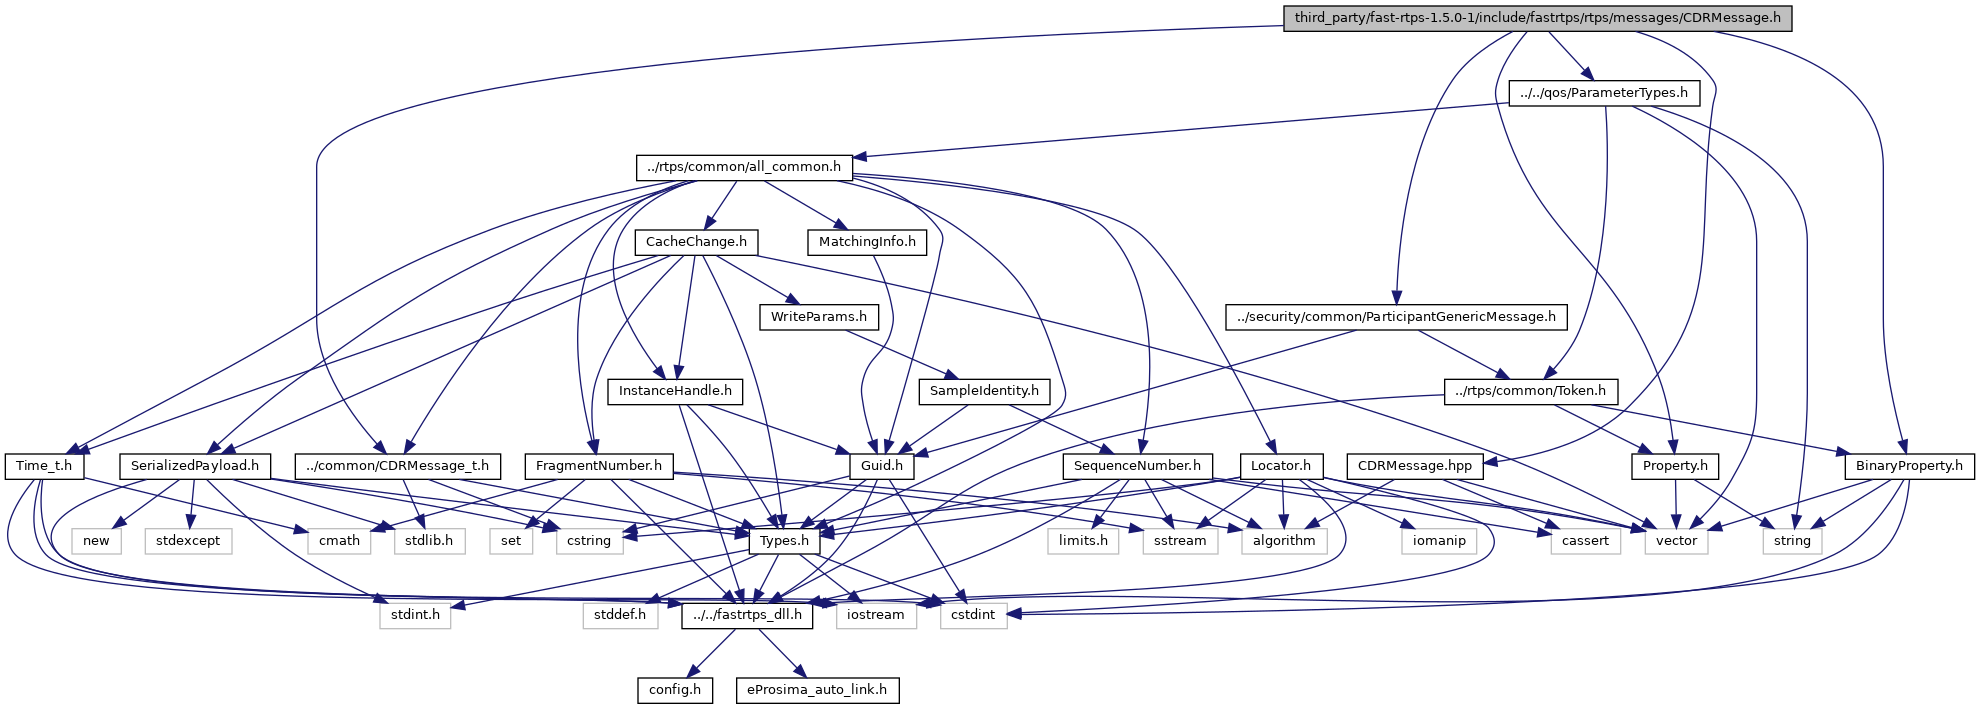 third_party/fast-rtps-1.5.0-1/include/fastrtps/rtps/messages/CDRMessage.h
../../qos/ParameterTypes.h
../rtps/common/all_common.h
CacheChange.h
MatchingInfo.h
WriteParams.h
../security/common/ParticipantGenericMessage.h
InstanceHandle.h
SampleIdentity.h
../rtps/common/Token.h
Time_t.h
SerializedPayload.h
../common/CDRMessage_t.h
FragmentNumber.h
Guid.h
SequenceNumber.h
Locator.h
CDRMessage.hpp
Property.h
BinaryProperty.h
new
stdexcept
cmath
stdlib.h
set
cstring
Types.h
limits.h
sstream
algorithm
iomanip
cassert
vector
string
stdint.h
stddef.h
../../fastrtps_dll.h
iostream
cstdint
config.h
eProsima_auto_link.h